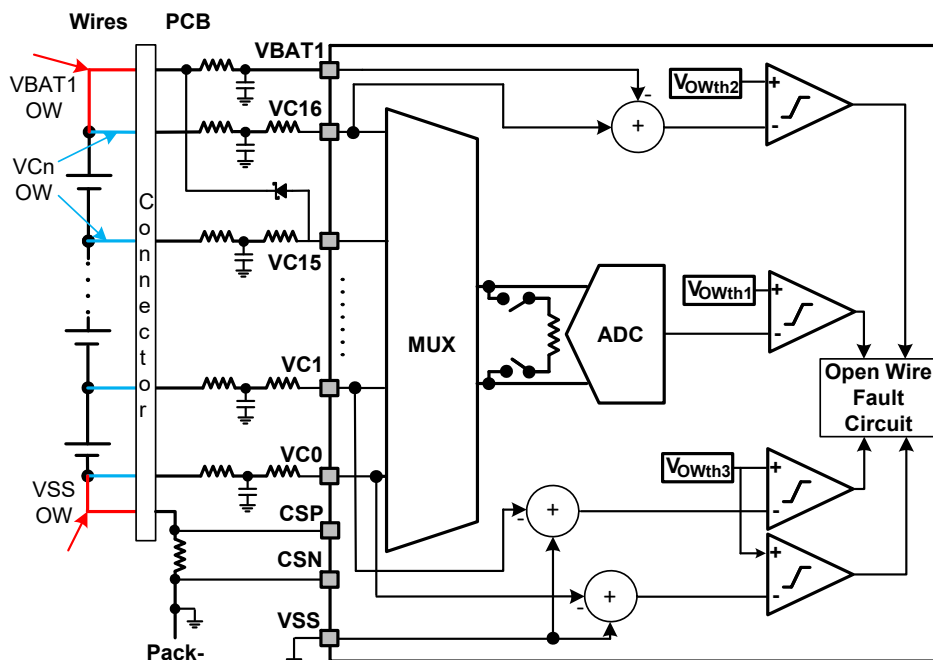 Wires PCB
VBAT1
VBAT1
OW
VC16
VCn
OW
VC15
Connector
VC1
VC0
VSS
OW
CSP
CSN
VSS
Pack-
MUX
ADC
+
-
VOWth2
+
-
VOWth1
+
-
Open Wire
Fault
Circuit
VOWth3
+
-
+
-
+
-
+
-